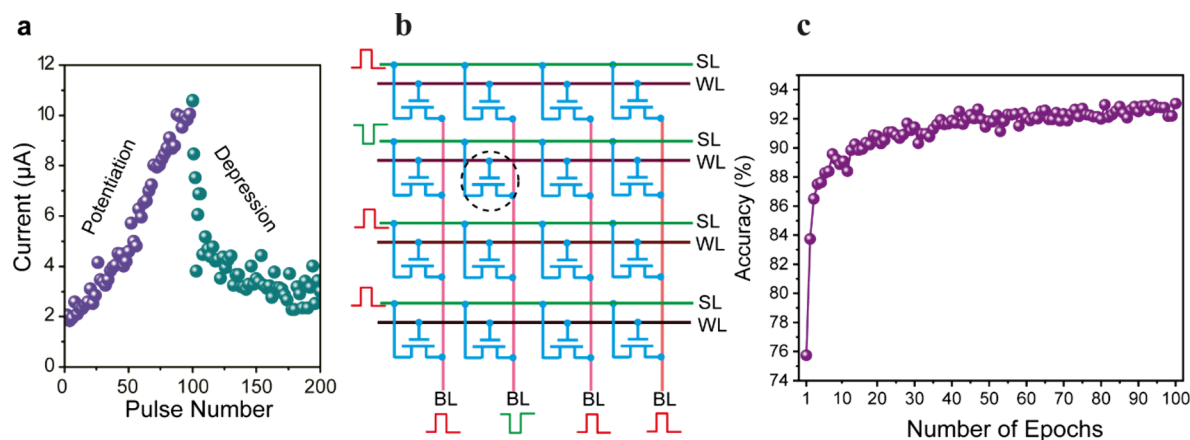 a
12
10
8
6
4
2
0
Current (µA)
Potentiation
Depression
0 50 100 150 200
Pulse Number
b
SL
WL
SL
WL
SL
WL
SL
WL
BL BL BL BL
c
94
92
90
88
86
84
82
80
78
76
74
Accuracy (%)
1 10 20 30 40 50 60 70 80 90 100
Number of Epochs